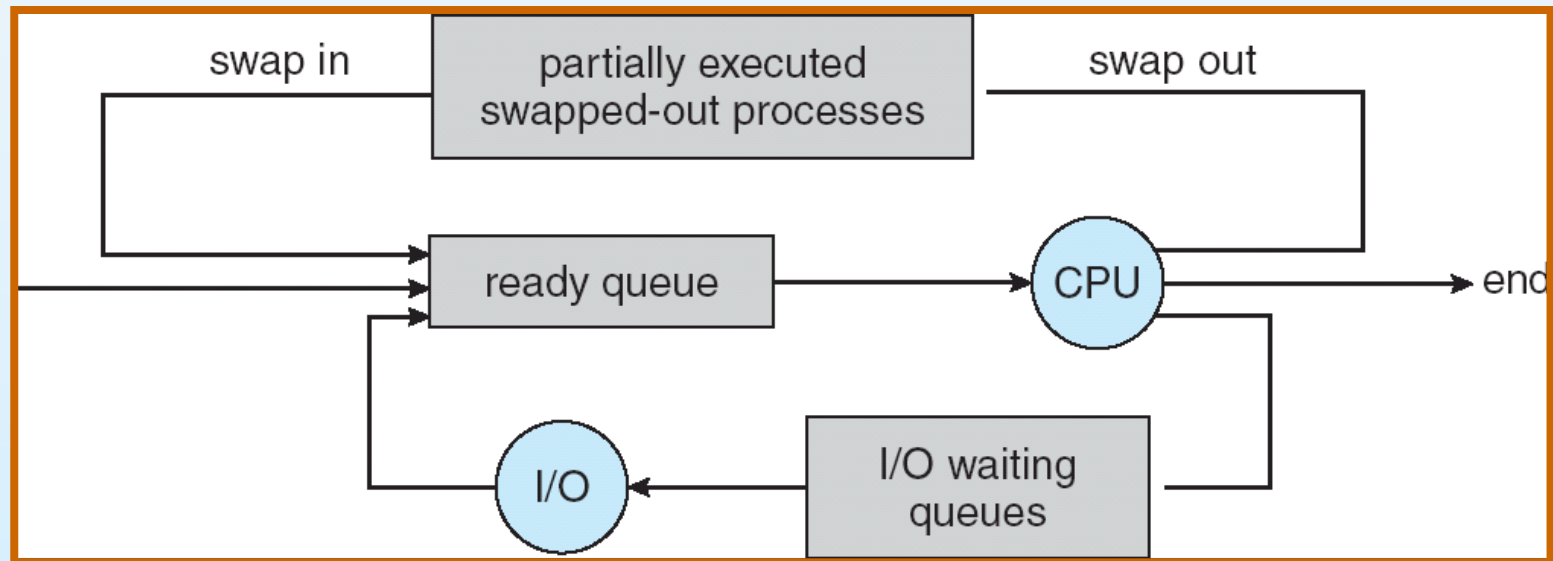 swap in
partially executed
swapped-out processes
swap out
ready queue
CPU
end
I/O
I/O waiting
queues